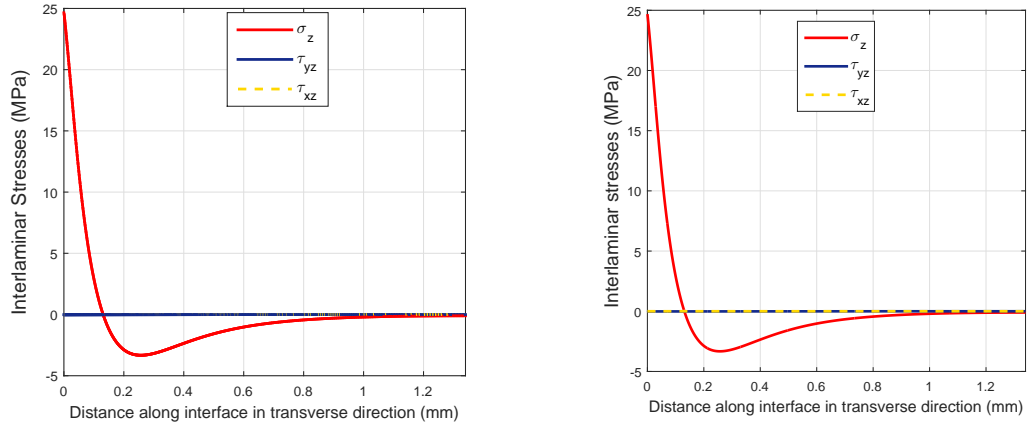 25
20
15
10
5
0
-5
Interlaminar Stresses (MPa)
σz
τyz
τxz
0 0.2 0.4 0.6 0.8 1 1.2
Distance along interface in transverse direction (mm)
25
20
15
10
5
0
-5
Interlaminar stresses (MPa)
σz
τyz
τxz
0 0.2 0.4 0.6 0.8 1 1.2
Distance along interface in transverse direction (mm)